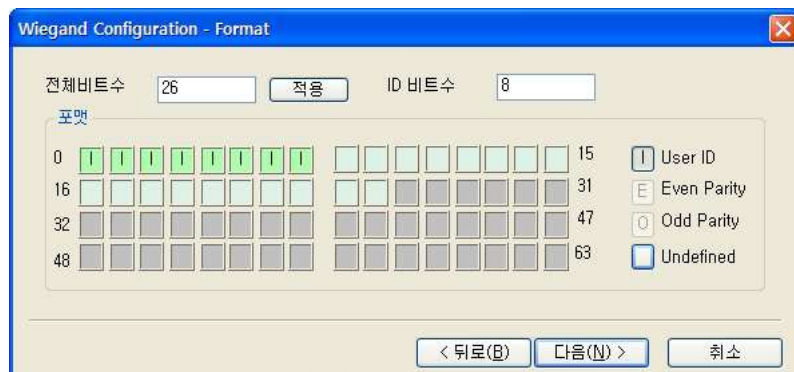 Wiegand Configuration - Format
전체비트수 26 적용 ID 비트수 8
포맷
0 I I I I I I I I 15 I User ID
16 31 E Even Parity
32 47 O Odd Parity
48 63 Undefined
< 뒤로(B) 다음(N) > 취소